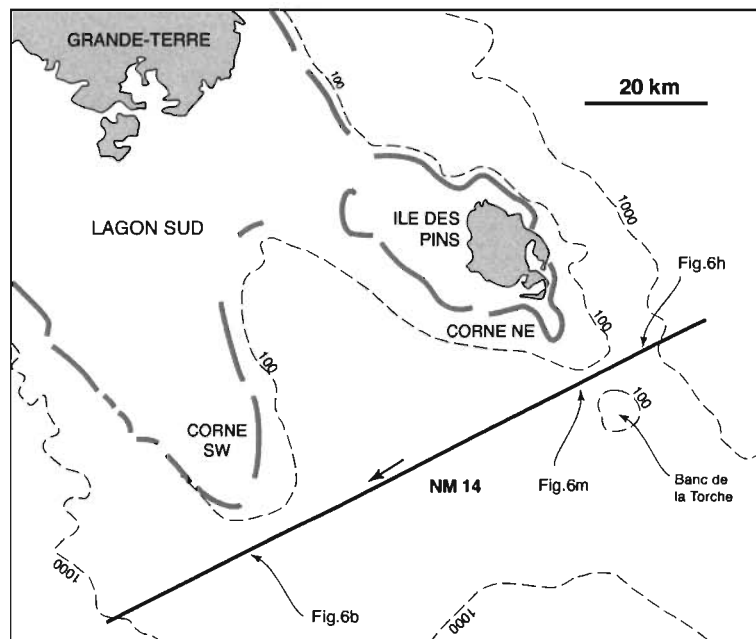 GRANDE-TERRE
100
20 km
1000
LAGON SUD
ILE DES
PINS
Fig.6h
CORNE NE
100
100
100
CORNE
SW
NM 14
Fig.6m
Banc de
la Torche
1000
1000
Fig.6b